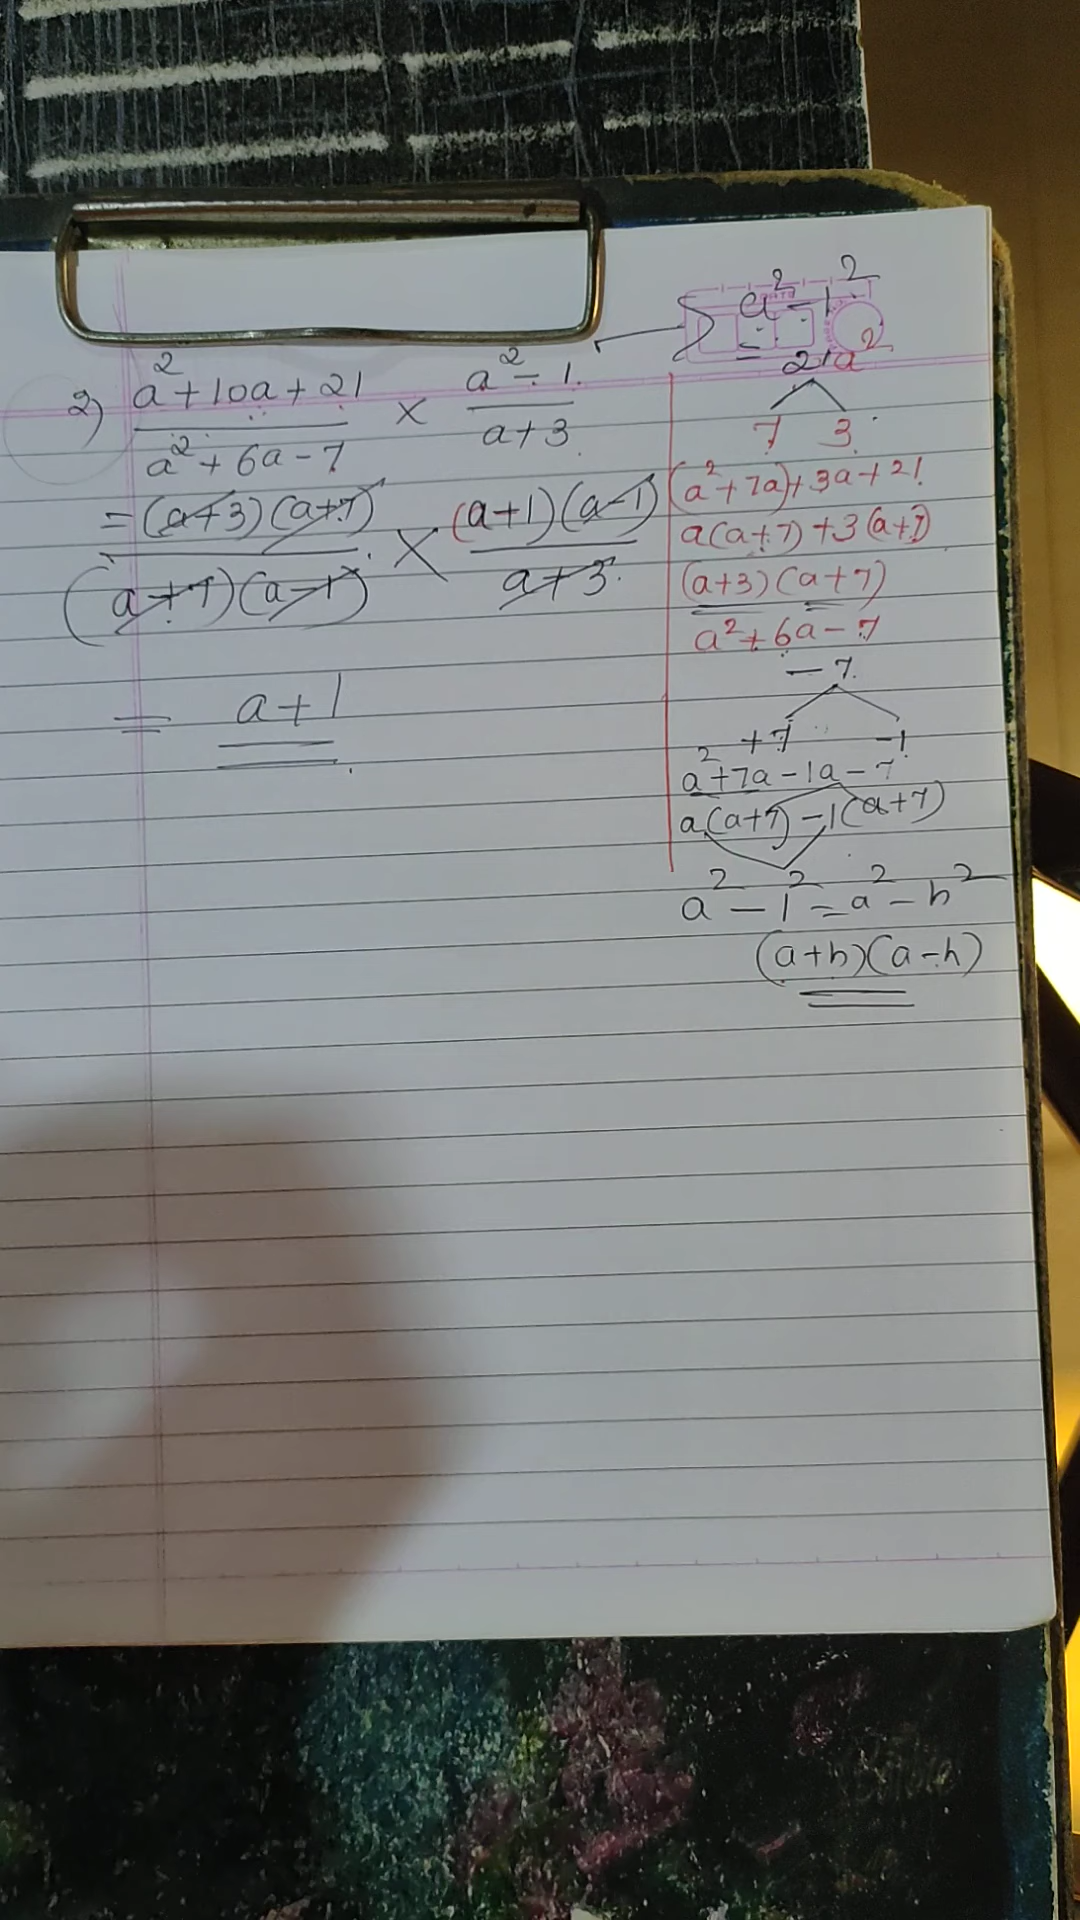 a² - 1²
2) a²+10a+21 / a²+6a-7 × a²-1 / a+3
= (a+3)(a+7) / (a+7)(a-1) × (a+1)(a-1) / a+3
= a+1
21a²
7 3
(a²+7a)+3a+21
a(a+7)+3(a+7)
(a+3)(a+7)
a²+6a-7
-7
+7 -1
a²+7a-1a-7
a(a+7)-1(a+7)
a²-1²=a²-b²
(a+b)(a-b)